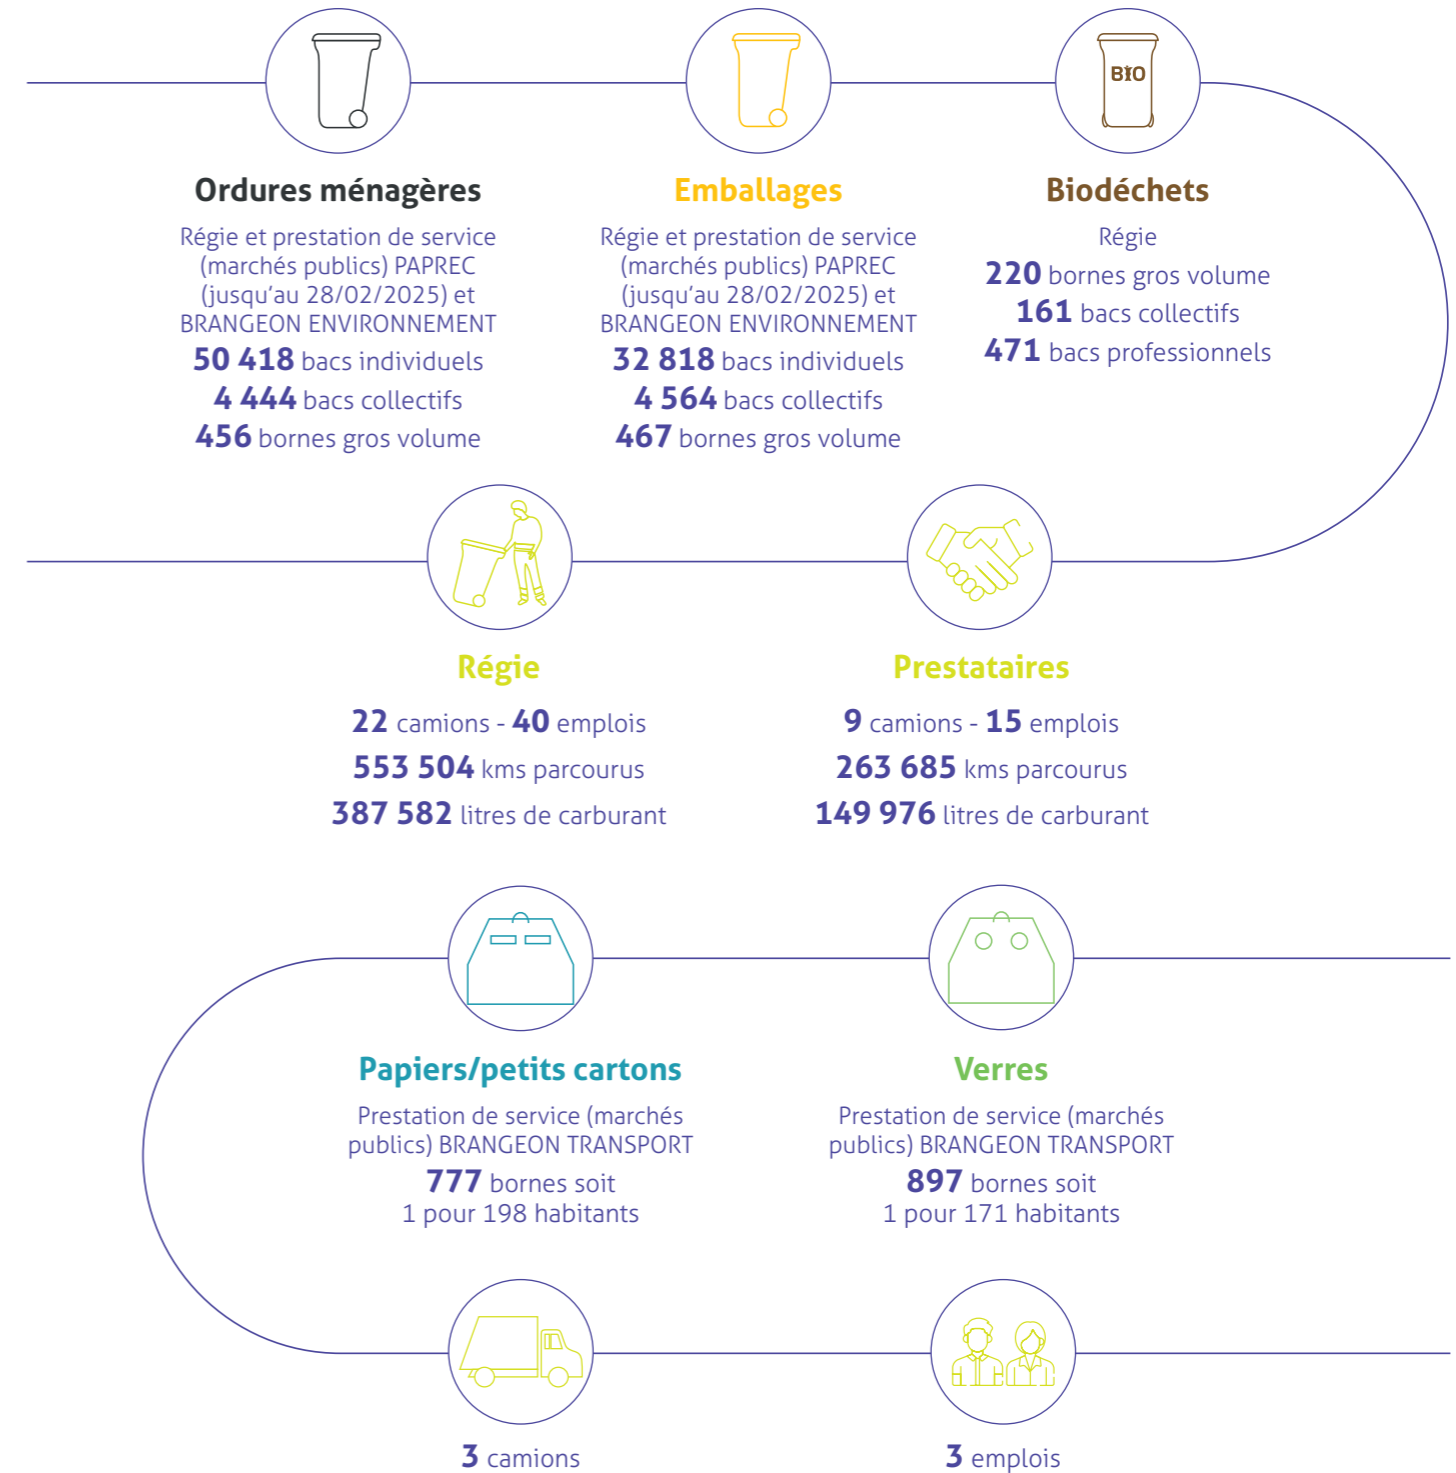 BIO
Ordures ménagères
Régie et prestation de service
(marchés publics) PAPREC
(jusqu'au 28/02/2025) et
BRANGEON ENVIRONNEMENT
50 418 bacs individuels
4 444 bacs collectifs
456 bornes gros volume
Emballages
Régie et prestation de service
(marchés publics) PAPREC
(jusqu'au 28/02/2025) et
BRANGEON ENVIRONNEMENT
32 818 bacs individuels
4 564 bacs collectifs
467 bornes gros volume
Biodéchets
Régie
220 bornes gros volume
161 bacs collectifs
471 bacs professionnels
Régie
22 camions - 40 emplois
553 504 kms parcourus
387 582 litres de carburant
Prestataires
9 camions - 15 emplois
263 685 kms parcourus
149 976 litres de carburant
Papiers/petits cartons
Prestation de service (marchés
publics) BRANGEON TRANSPORT
777 bornes soit
1 pour 198 habitants
Verres
Prestation de service (marchés
publics) BRANGEON TRANSPORT
897 bornes soit
1 pour 171 habitants
3 camions
3 emplois